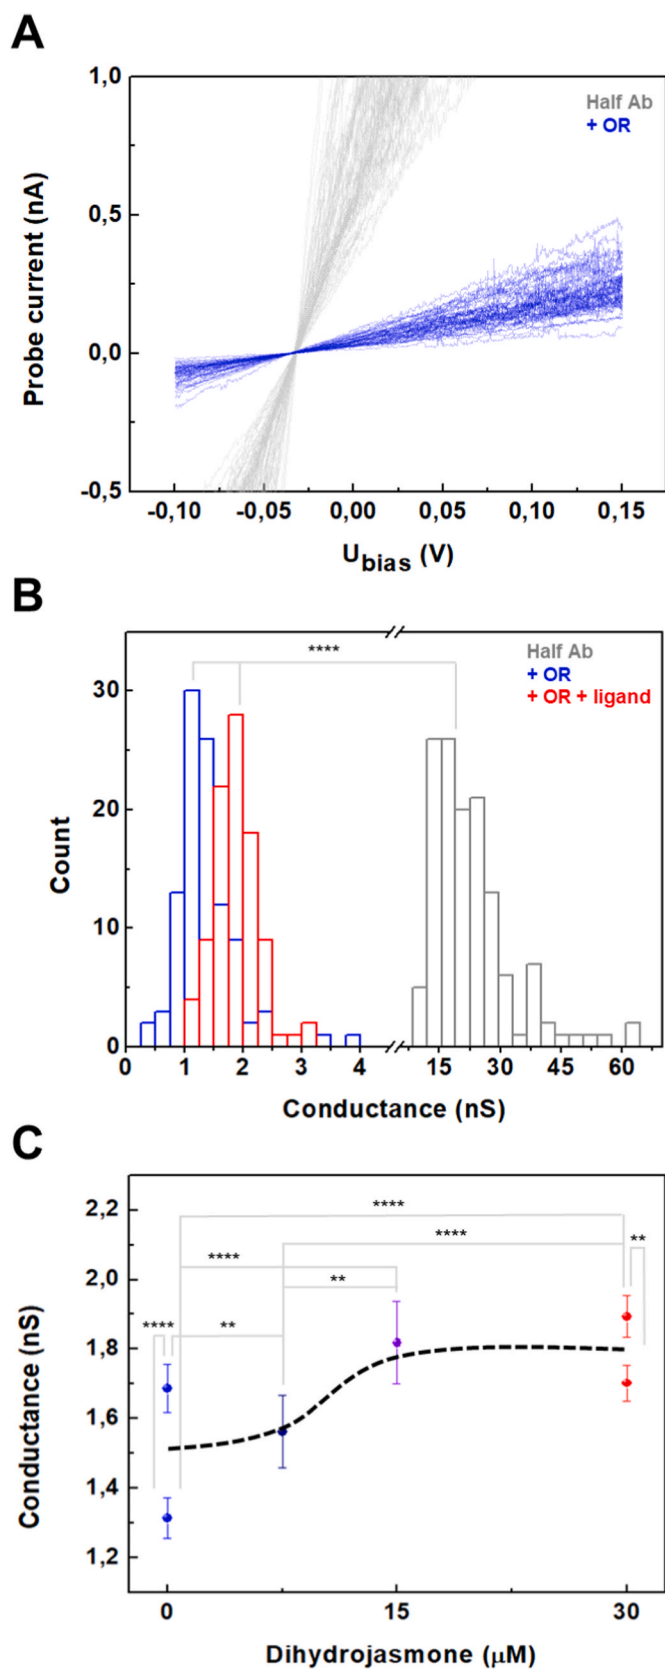 A
1,0
0,5
0,0
-0,5
Probe current (nA)
Half Ab
+ OR
-0,10 -0,05 0,00 0,05 0,10 0,15
Ubias (V)
B
30
20
10
0
Count
****
Half Ab
+ OR
+ OR + ligand
0 1 2 3 4 15 30 45 60
Conductance (nS)
C
2,2
2,0
1,8
1,6
1,4
1,2
Conductance (nS)
****
****
**
****
**
**** **
0 15 30
Dihydrojasmone (μM)